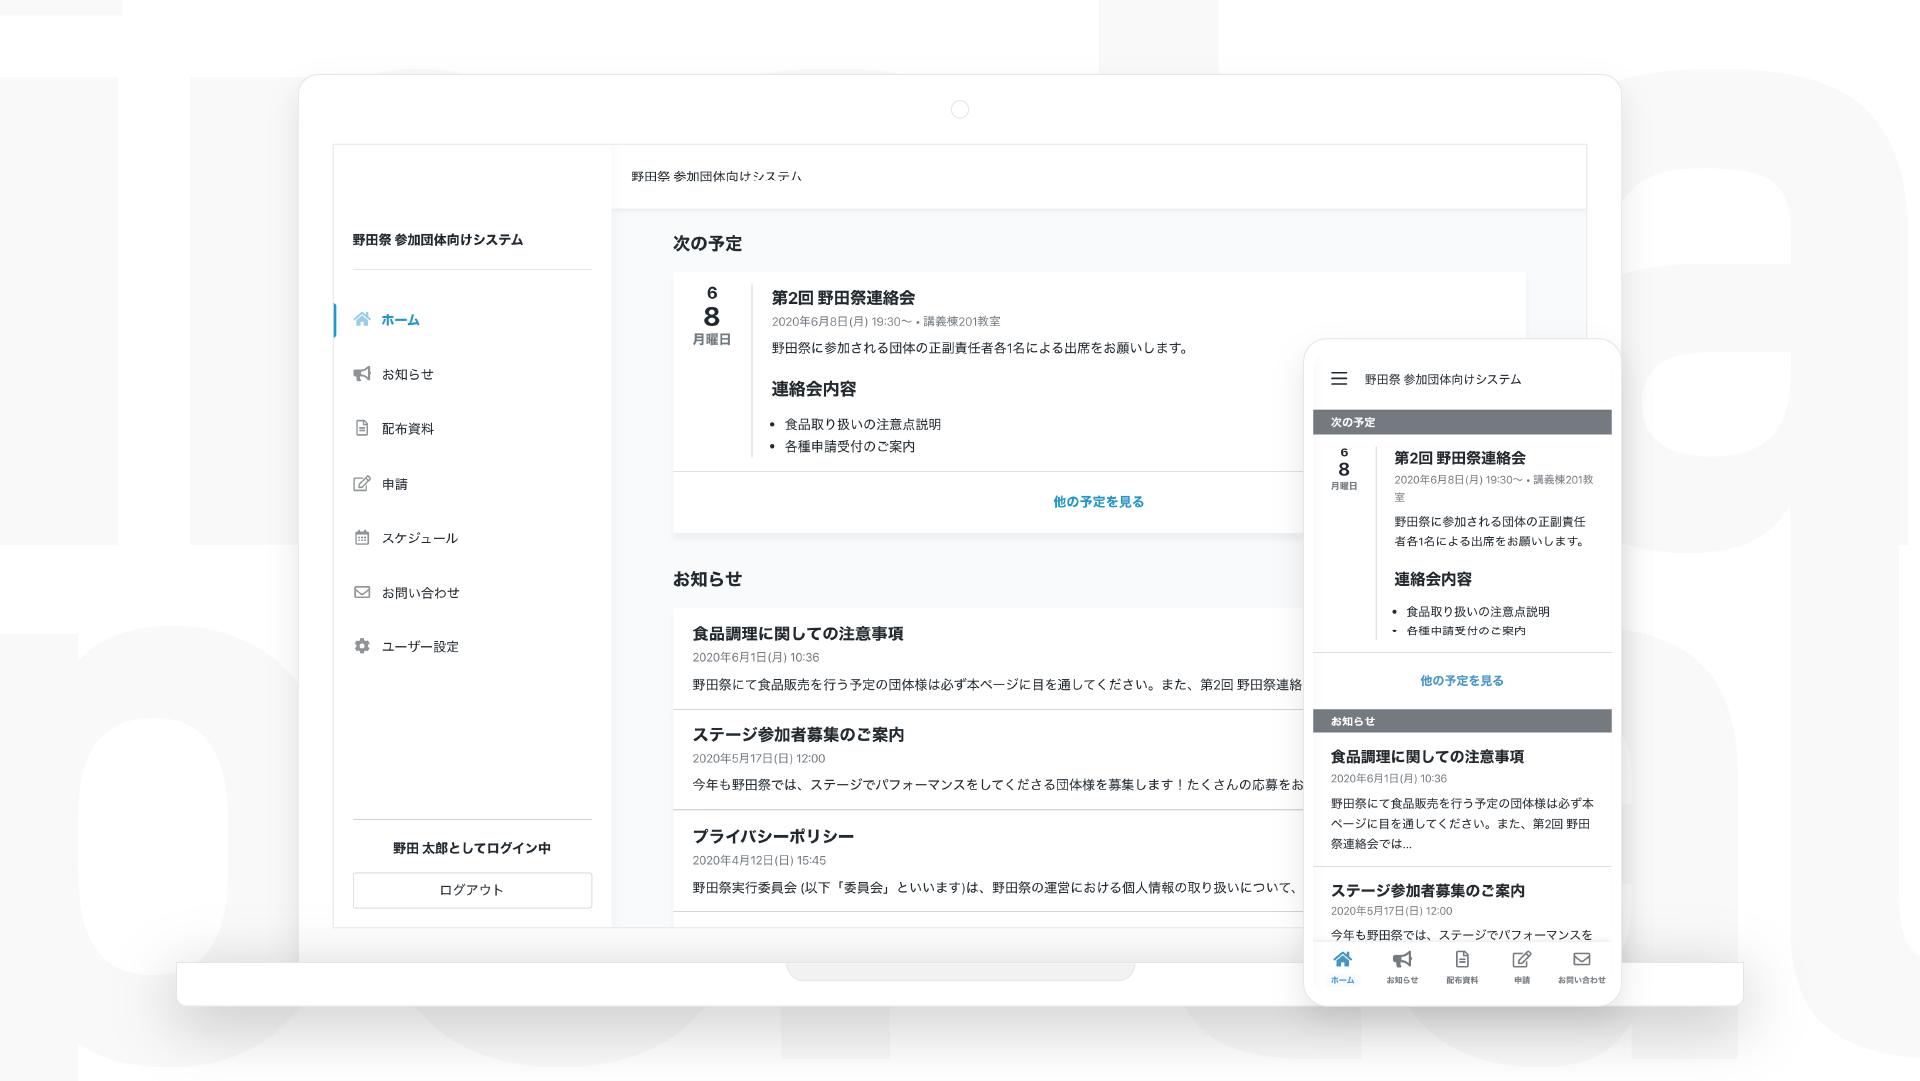 野田祭 参加団体向けシステム
野田祭 参加団体向けシステム
ホーム
お知らせ
配布資料
申請
スケジュール
お問い合わせ
ユーザー設定
野田 太郎としてログイン中
ログアウト
次の予定
6
8
月曜日
第2回 野田祭連絡会
2020年6月8日(月) 19:30〜 • 講義棟201教室
野田祭に参加される団体の正副責任者各1名による出席をお願いします。
連絡会内容
• 食品取り扱いの注意点説明
• 各種申請受付のご案内
他の予定を見る
お知らせ
食品調理に関しての注意事項
2020年6月1日(月) 10:36
野田祭にて食品販売を行う予定の団体様は必ず本ページに目を通してください。また、第2回 野田祭連絡
ステージ参加者募集のご案内
2020年5月17日(日) 12:00
今年も野田祭では、ステージでパフォーマンスをしてくださる団体様を募集します！たくさんの応募をお
プライバシーポリシー
2020年4月12日(日) 15:45
野田祭実行委員会 (以下「委員会」といいます)は、野田祭の運営における個人情報の取り扱いについて、
野田祭 参加団体向けシステム
次の予定
6
8
月曜日
第2回 野田祭連絡会
2020年6月8日(月) 19:30〜 • 講義棟201教
室
野田祭に参加される団体の正副責任
者各1名による出席をお願いします。
連絡会内容
• 食品取り扱いの注意点説明
• 各種申請受付のご案内
他の予定を見る
お知らせ
食品調理に関しての注意事項
2020年6月1日(月) 10:36
野田祭にて食品販売を行う予定の団体様は必ず本
ページに目を通してください。また、第2回 野田
祭連絡会では...
ステージ参加者募集のご案内
2020年5月17日(日) 12:00
今年も野田祭では、ステージでパフォーマンスを
ホーム
お知らせ
配布資料
申請
お問い合わせ